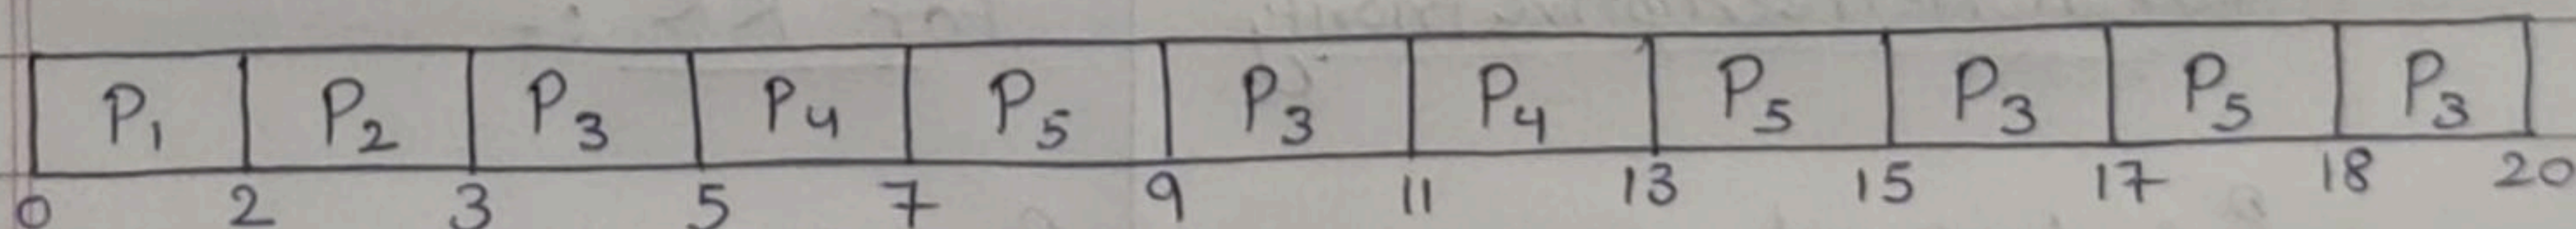 P₁ P₂ P₃ P₄ P₅ P₃ P₄ P₅ P₃ P₅ P₃
0 2 3 5 7 9 11 13 15 17 18 20